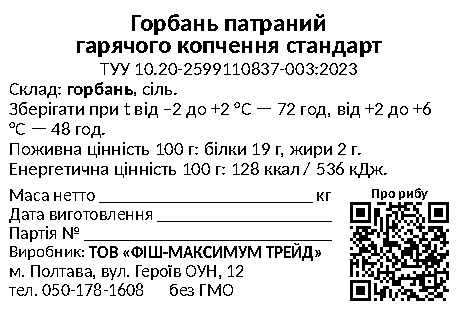 Горбань патраний
гарячого копчення стандарт
ТУУ 10.20-2599110837-003:2023
Склад: горбань, сіль.
Зберігати при t від –2 до +2 °С — 72 год, від +2 до +6
°С — 48 год.
Поживна цінність 100 г: білки 19 г, жири 2 г.
Енергетична цінність 100 г: 128 ккал / 536 кДж.
Маса нетто ________________________ кг
Дата виготовлення ___________________
Партія № ___________________________
Про рибу
Виробник: ТОВ «ФІШ-МАКСИМУМ ТРЕЙД»
м. Полтава, вул. Героїв ОУН, 12
тел. 050-178-1608 без ГМО